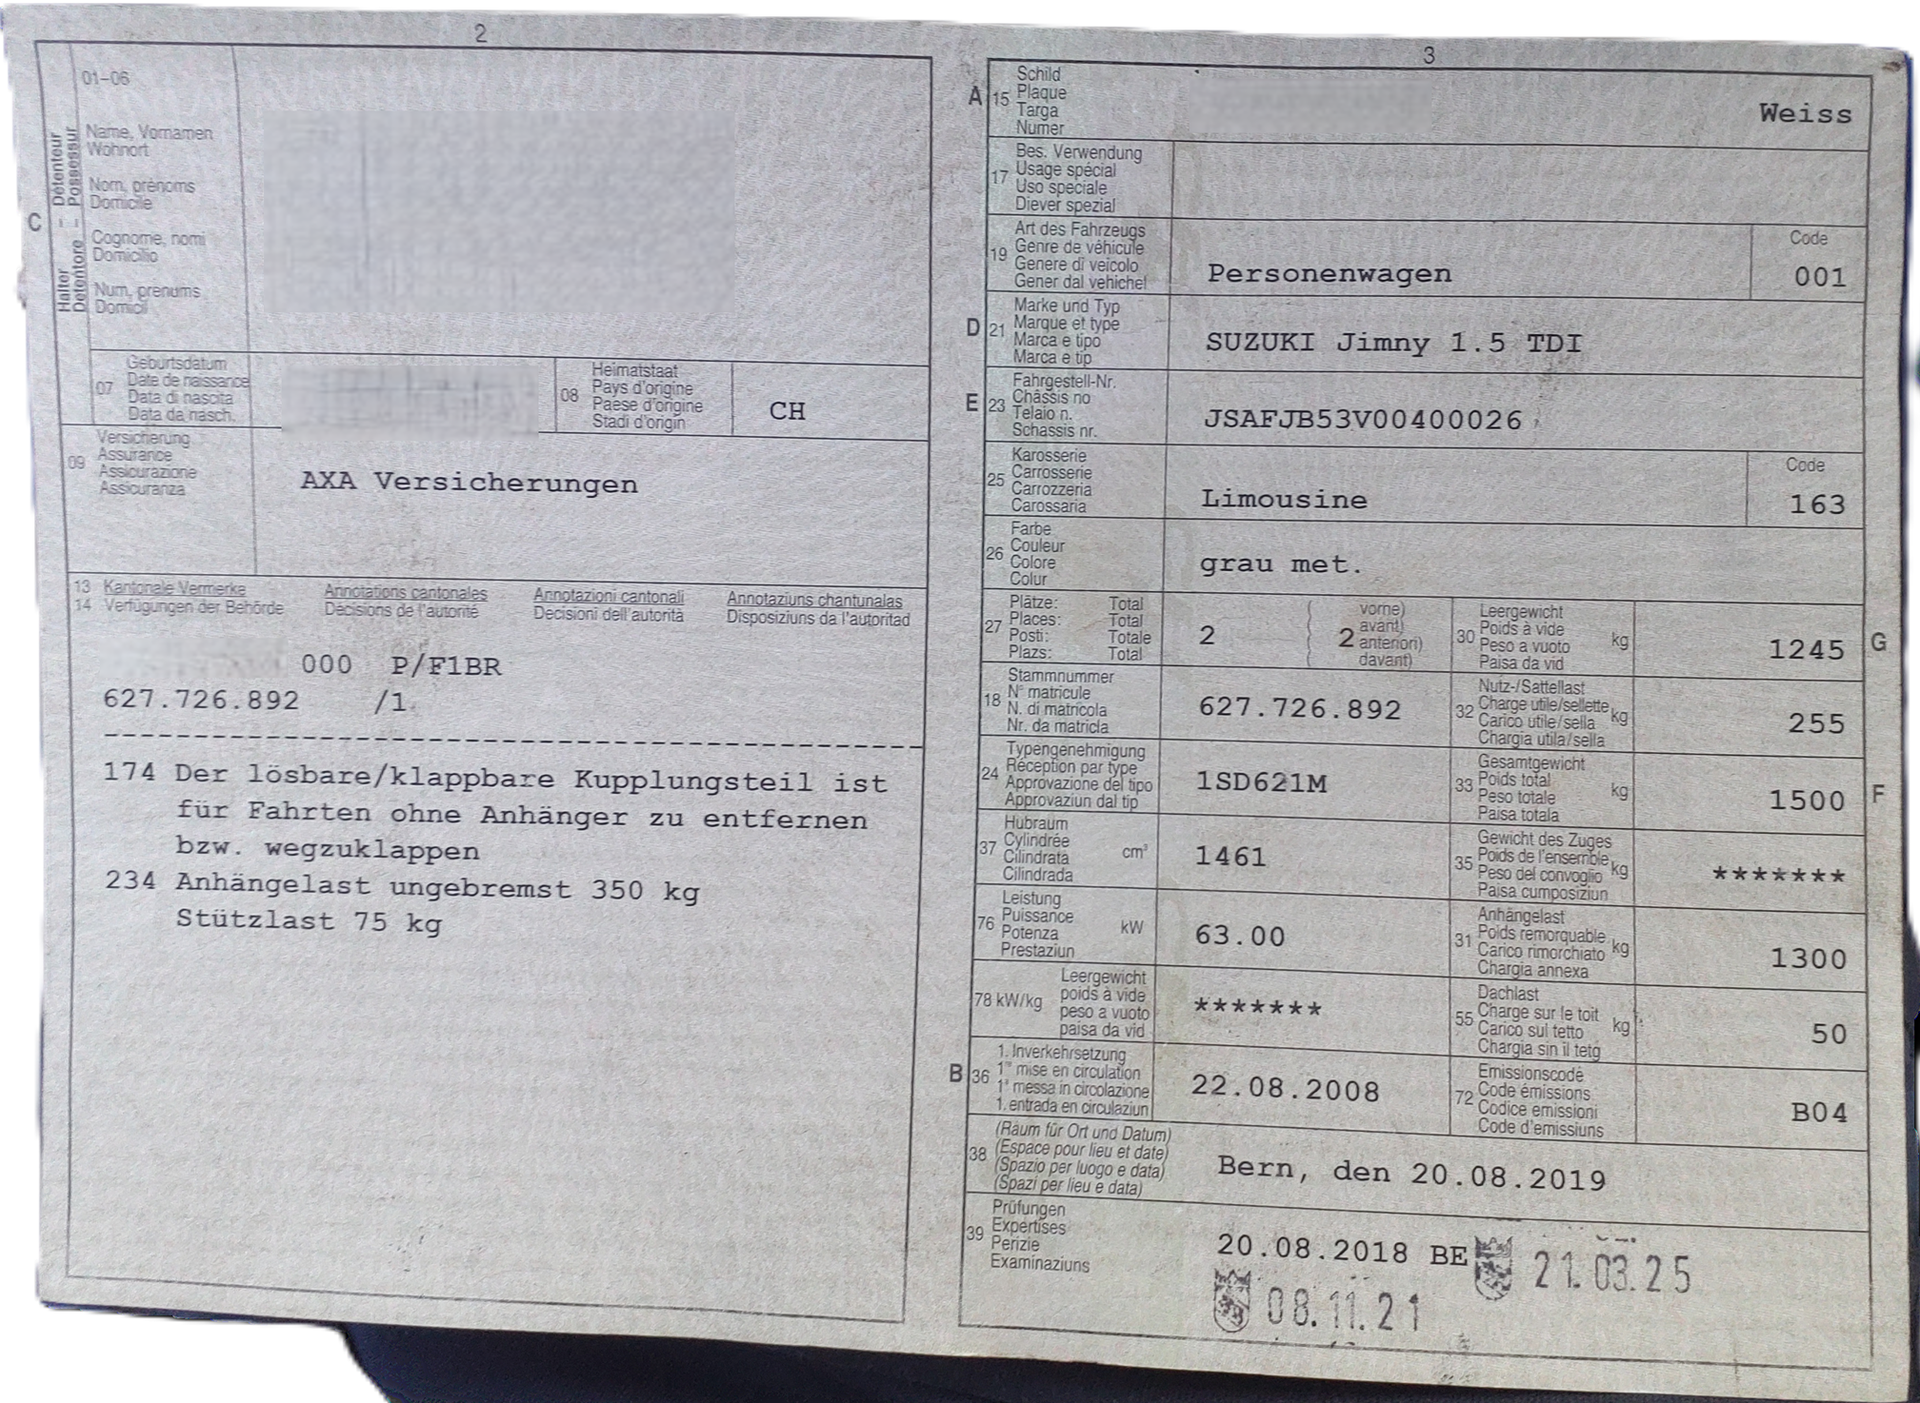 2
01-06
Halter – Détenteur
Detentore – Possessur
C
Name, Vornamen
Wohnort
Nom, prénoms
Domicile
Cognome, nomi
Domicilio
Num, prenums
Domicil
07
Geburtsdatum
Date de naissance
Data di nascita
Data da nasch.
08
Heimatstaat
Pays d'origine
Paese d'origine
Stadi d'origin
CH
09
Versicherung
Assurance
Assicurazione
Assicuranza
AXA Versicherungen
13 Kantonale Vermerke Annotations cantonales Annotazioni cantonali Annotaziuns chantunalas
14 Verfügungen der Behörde Décisions de l'autorité Decisioni dell'autorità Disposiziuns da l'autoritad
000 P/F1BR
627.726.892 /1
174 Der lösbare/klappbare Kupplungsteil ist
für Fahrten ohne Anhänger zu entfernen
bzw. wegzuklappen
234 Anhängelast ungebremst 350 kg
Stützlast 75 kg
3
A 15
Schild
Plaque
Targa
Numer
Weiss
17
Bes. Verwendung
Usage spécial
Uso speciale
Diever spezial
19
Art des Fahrzeugs
Genre de véhicule
Genere di veicolo
Gener dal vehichel
Personenwagen
Code
001
D 21
Marke und Typ
Marque et type
Marca e tipo
Marca e tip
SUZUKI Jimny 1.5 TDI
E 23
Fahrgestell-Nr.
Châssis no
Telaio n.
Schassis nr.
JSAFJB53V00400026
25
Karosserie
Carrosserie
Carrozzeria
Carossaria
Limousine
Code
163
26
Farbe
Couleur
Colore
Colur
grau met.
27
Plätze: Total
Places: Total
Posti: Totale
Plazs: Total
2
( vorne)
avant)
2 anteriori)
( davant)
30
Leergewicht
Poids à vide
Peso a vuoto
Paisa da vid
kg
1245
G
18
Stammnummer
N° matricule
N. di matricola
Nr. da matricla
627.726.892
32
Nutz-/Sattellast
Charge utile/sellette
Carico utile/sella
Chargia utila/sella
kg
255
24
Typengenehmigung
Réception par type
Approvazione del tipo
Approvaziun dal tip
1SD621M
33
Gesamtgewicht
Poids total
Peso totale
Paisa totala
kg
1500
F
37
Hubraum
Cylindrée
Cilindrata
Cilindrada
cm³
1461
35
Gewicht des Zuges
Poids de l'ensemble
Peso del convoglio
Paisa cumposiziun
kg
*******
76
Leistung
Puissance
Potenza
Prestaziun
kW
63.00
31
Anhängelast
Poids remorquable
Carico rimorchiato
Chargia annexa
kg
1300
78 kW/kg
Leergewicht
poids à vide
peso a vuoto
paisa da vid
*******
55
Dachlast
Charge sur le toit
Carico sul tetto
Chargia sin il tetg
kg
50
B 36
1. Inverkehrsetzung
1re mise en circulation
1a messa in circolazione
1. entrada en circulaziun
22.08.2008
72
Emissionscode
Code émissions
Codice emissioni
Code d'emissiuns
B04
38
(Raum für Ort und Datum)
(Espace pour lieu et date)
(Spazio per luogo e data)
(Spazi per lieu e data)
Bern, den 20.08.2019
39
Prüfungen
Expertises
Perizie
Examinaziuns
20.08.2018 BE
21.03.25
08.11.21